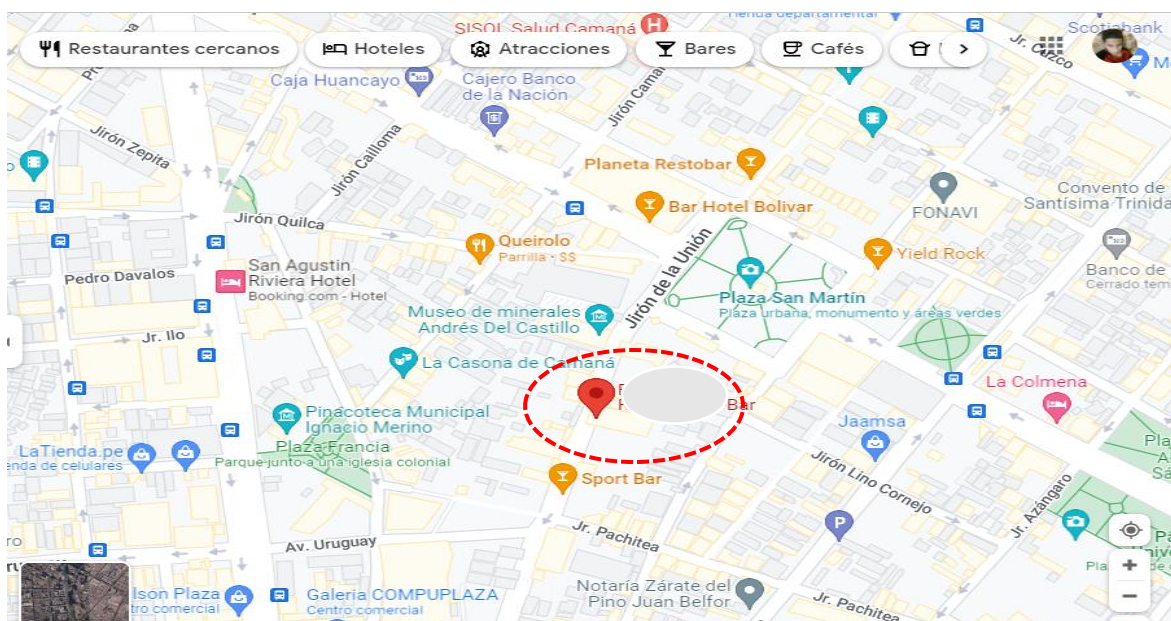 SISOL Salud Camaná
Tienda departamental
Scotiabank
Restaurantes cercanos
Hoteles
Atracciones
Bares
Cafés
Jr. Cuzco
Caja Huancayo
Cajero Banco
de la Nación
Jirón Zepita
Jirón Cailloma
Planeta Restobar
Bar Hotel Bolivar
FONAVI
Convento de
Santísima Trinida
Jirón Quilca
Queirolo
Parrilla · $$
Jirón de la Unión
Yield Rock
Pedro Davalos
San Agustin
Riviera Hotel
Booking.com - Hotel
Banco de
Cerrado tem
Plaza San Martín
Plaza urbana, monumento y áreas verdes
Museo de minerales
Andrés Del Castillo
Jr. Ilo
La Casona de Camaná
La Colmena
Bar
Pinacoteca Municipal
Ignacio Merino
Jaamsa
Plaza Francia
Parque junto a una iglesia colonial
LaTienda.pe
enda de celulares
Sport Bar
Jirón Lino Cornejo
Jr. Azángaro
P
Jr. Pachitea
Av. Uruguay
lson Plaza
tro comercial
Galeria COMPUPLAZA
Centro comercial
Notaría Zárate del
Pino Juan Belfor
Jr. Pachitea